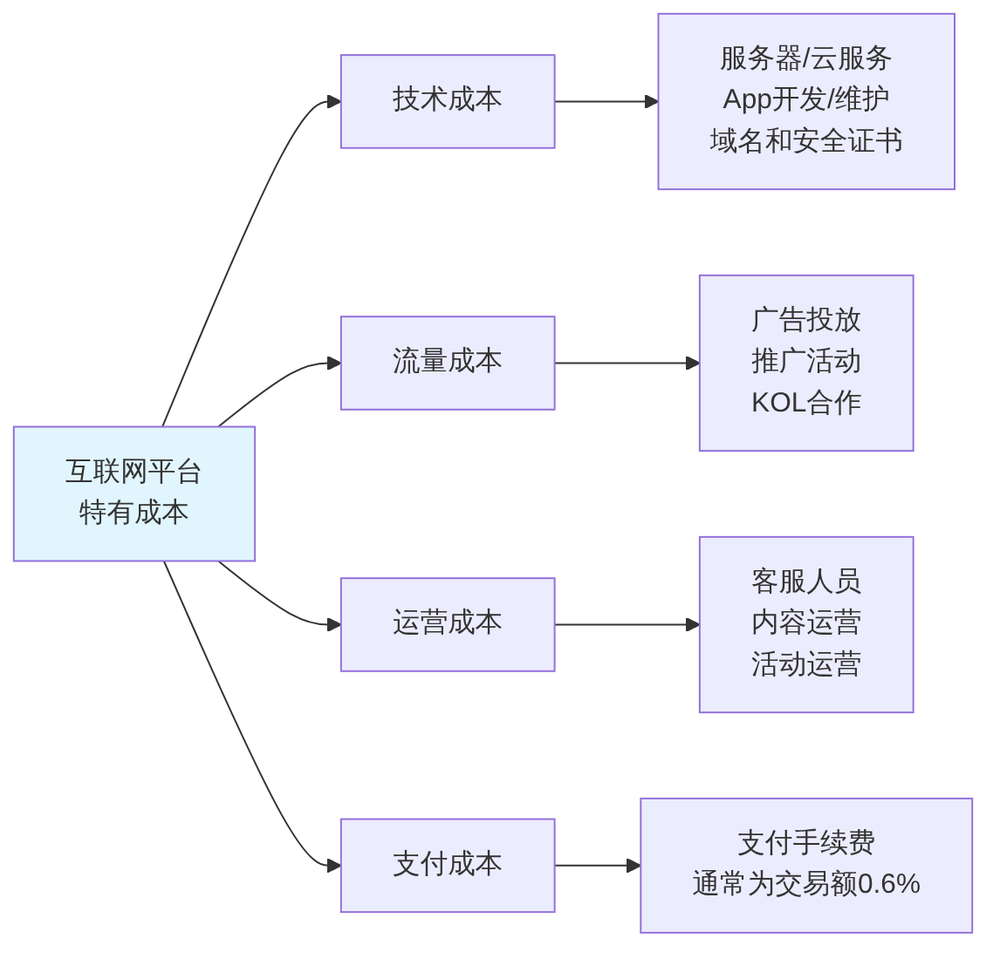 互联网平台
特有成本
技术成本
服务器/云服务
App开发/维护
域名和安全证书
流量成本
广告投放
推广活动
KOL合作
运营成本
客服人员
内容运营
活动运营
支付成本
支付手续费
通常为交易额0.6%